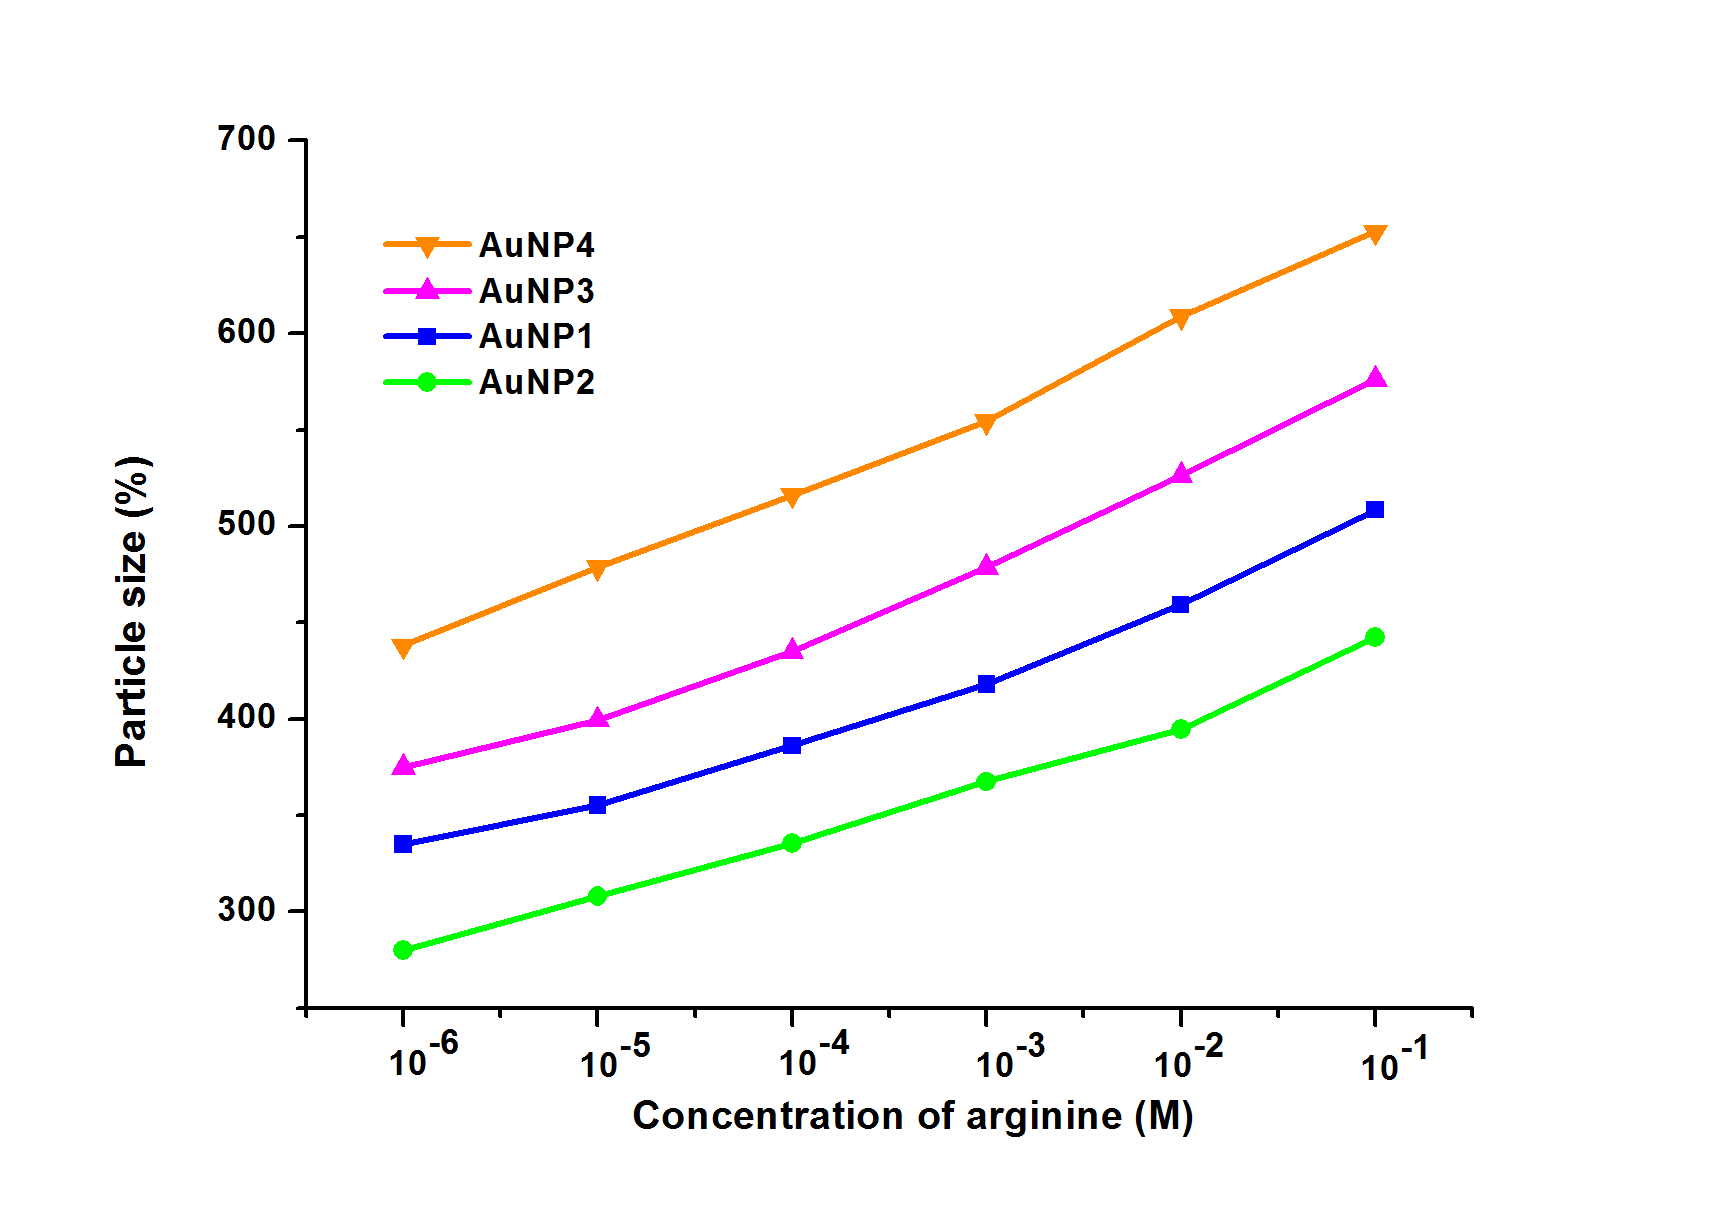 700
600
500
400
300
Particle size (%)
AuNP4
AuNP3
AuNP1
AuNP2
10-6 10-5 10-4 10-3 10-2 10-1
Concentration of arginine (M)